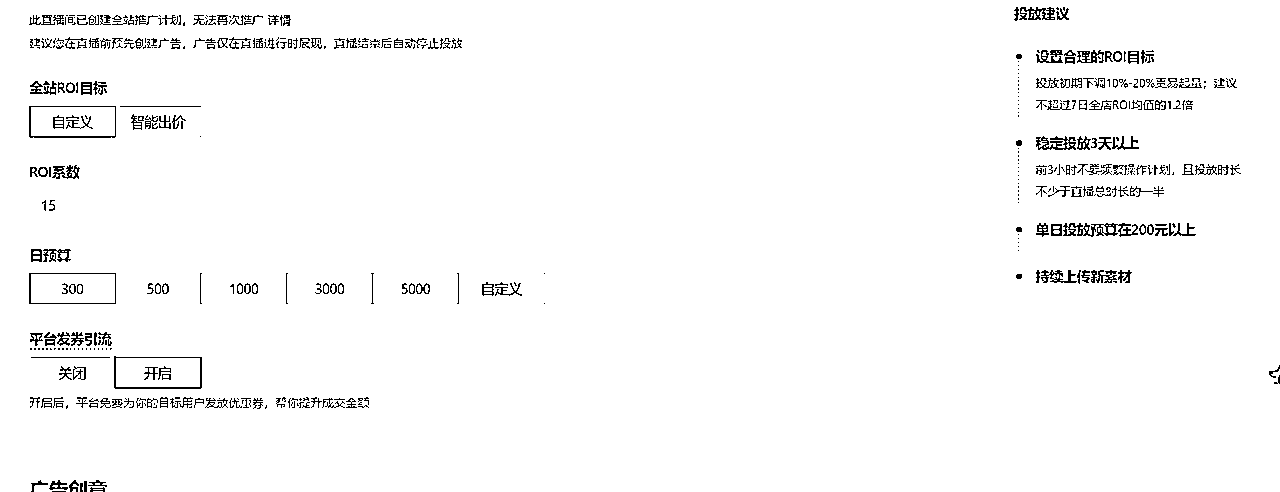 此直播间已创建全站推广计划，无法再次推广 详情
建议您在直播前预先创建广告，广告仅在直播进行时展现，直播结束后自动停止投放
全站ROI目标
自定义 智能出价
ROI系数
15
日预算
300 500 1000 3000 5000 自定义
平台发券引流
关闭 开启
开启后，平台免费为你的目标用户发放优惠券，帮你提升成交金额
广告创意
投放建议
设置合理的ROI目标
投放初期下调10%-20%更易起量；建议
不超过7日全店ROI均值的1.2倍
稳定投放3天以上
前3小时不要频繁操作计划，且投放时长
不少于直播总时长的一半
单日投放预算在200元以上
持续上传新素材